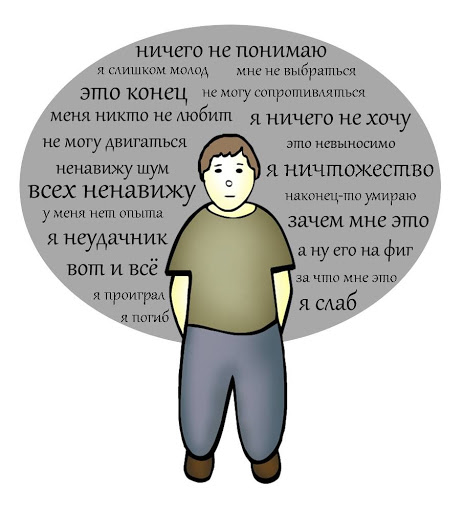 ничего не понимаю
я слишком молод
мне не выбраться
это конец
не могу сопротивляться
меня никто не любит
я ничего не хочу
не могу двигаться
это невыносимо
ненавижу шум
я ничтожество
всех ненавижу
наконец-то умираю
у меня нет опыта
зачем мне это
я неудачник
а ну его на фиг
вот и всё
за что мне это
я проиграл
я слаб
я погиб